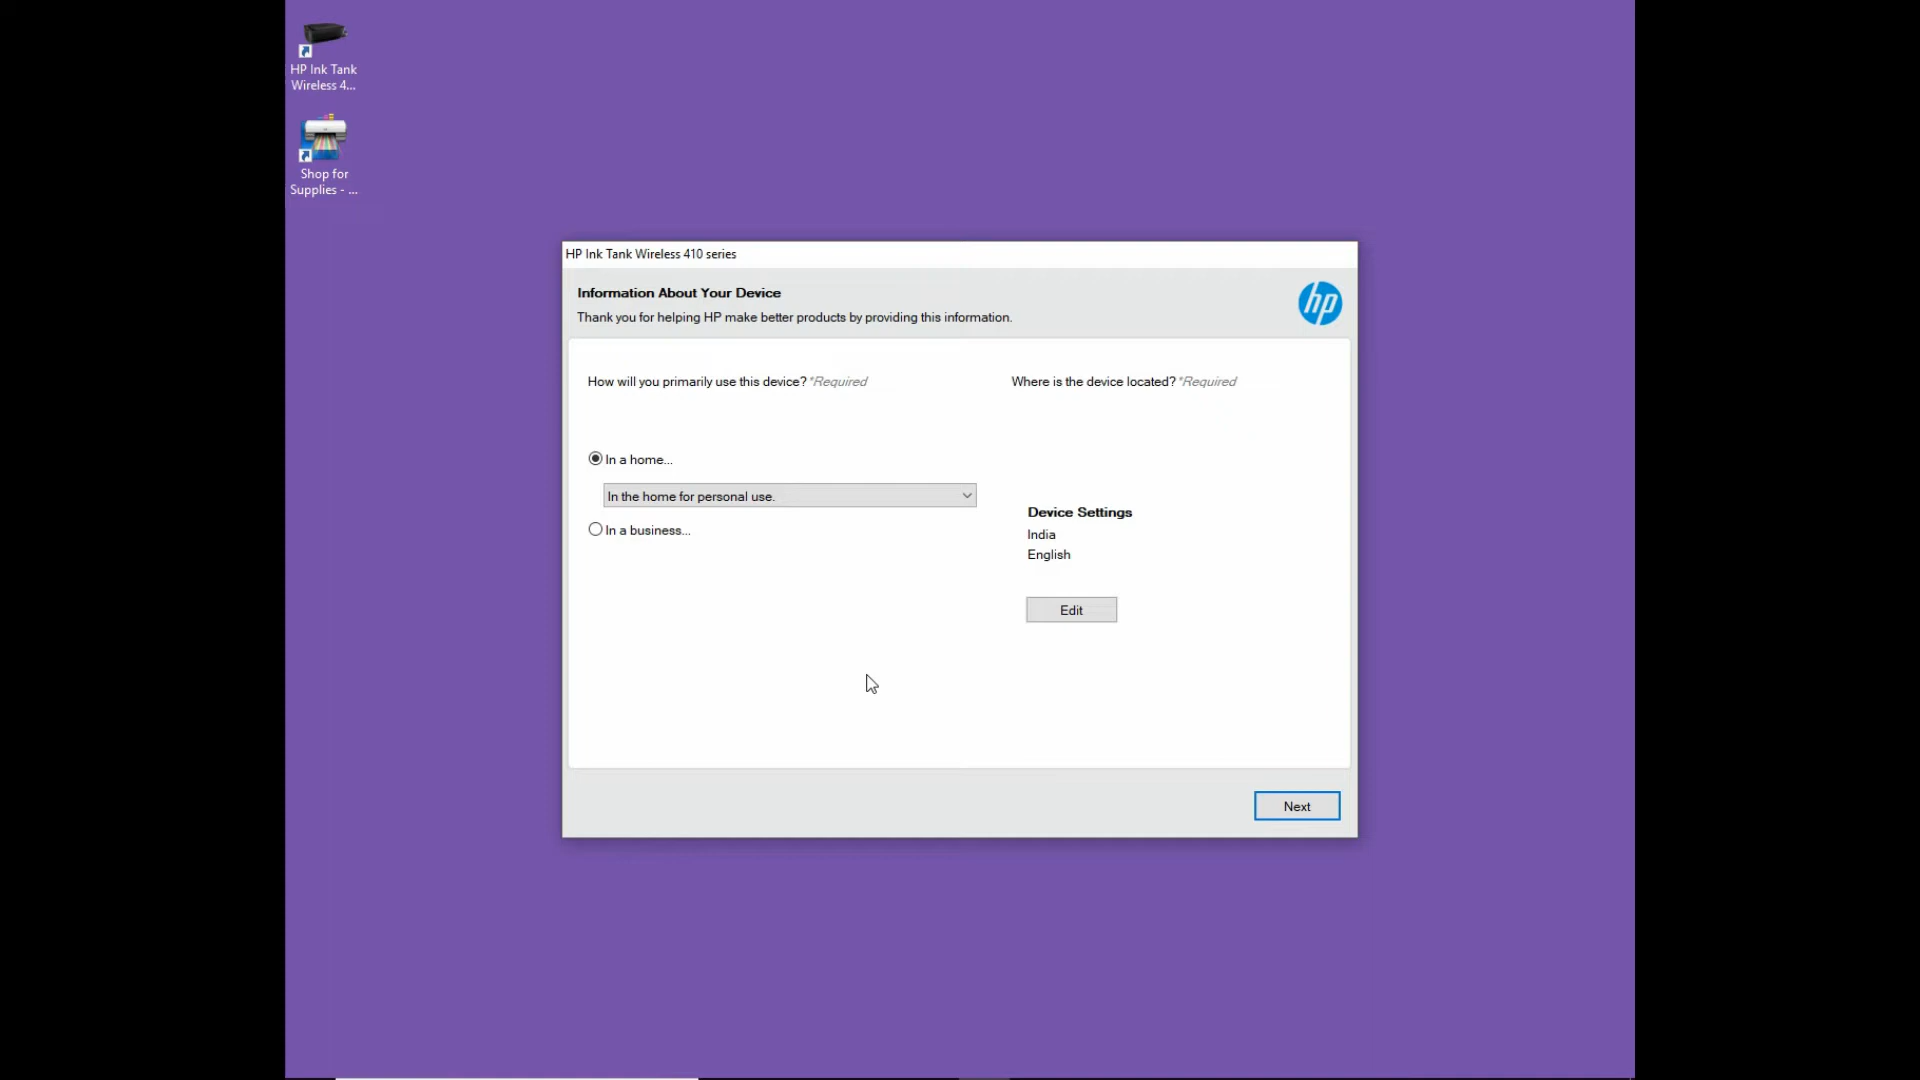 HP Ink Tank
Wireless 4...
Shop for
Supplies - ...
HP Ink Tank Wireless 410 series
Information About Your Device
Thank you for helping HP make better products by providing this information.
hp
How will you primarily use this device? *Required
Where is the device located? *Required
In a home...
In the home for personal use.
In a business...
Device Settings
India
English
Edit
Next